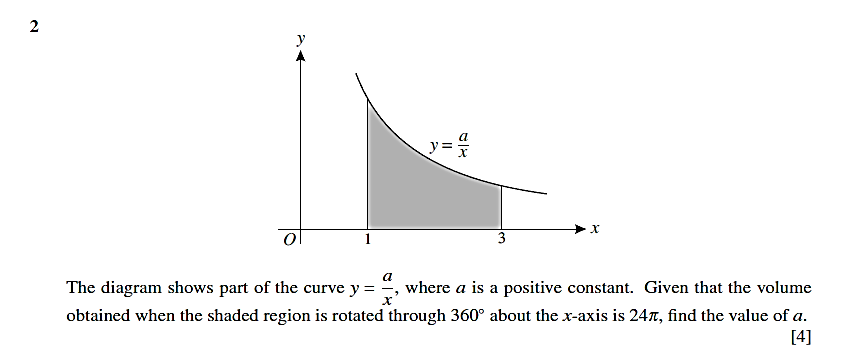 2
y
y = a/x
O
1
3
x
The diagram shows part of the curve y = a/x, where a is a positive constant. Given that the volume
obtained when the shaded region is rotated through 360° about the x-axis is 24π, find the value of a.
[4]